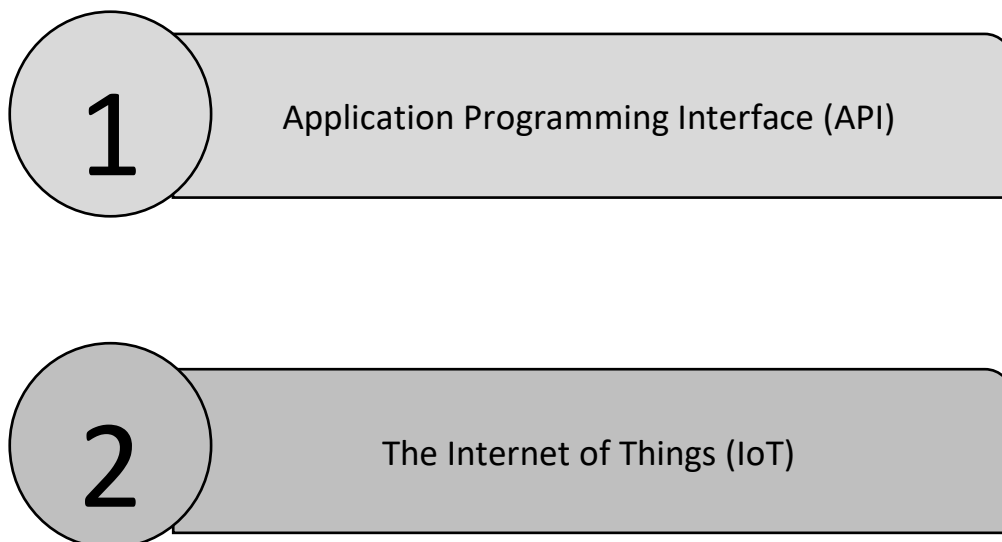 1
Application Programming Interface (API)
2
The Internet of Things (IoT)